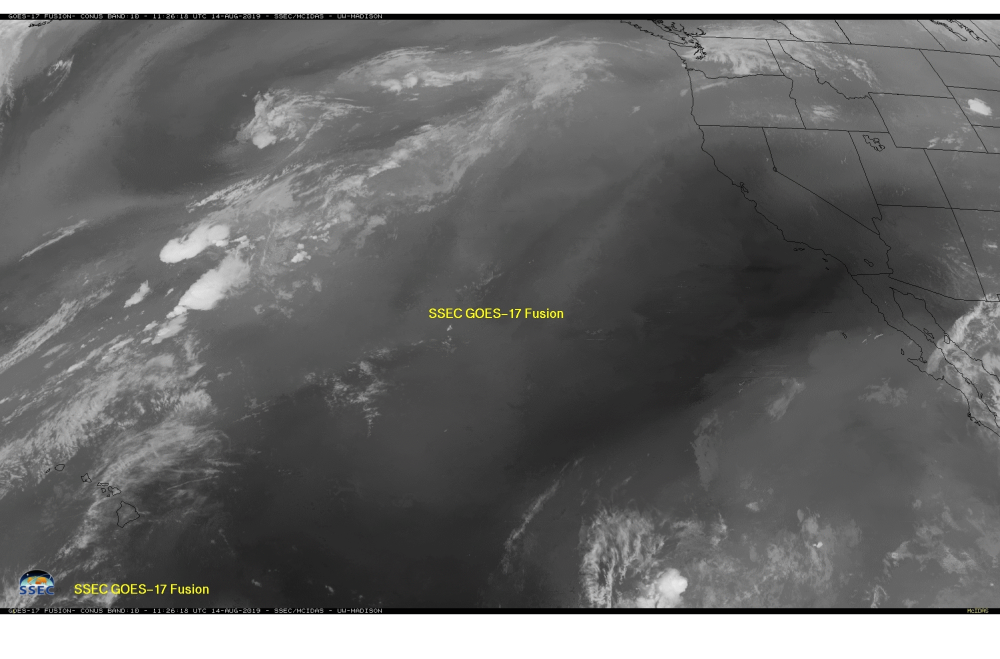 GOES-17 FUSION- CONUS BAND:10 - 11:26:18 UTC 14-AUG-2019 - SSEC/MCIDAS - UW-MADISON
SSEC GOES–17 Fusion
SSEC
SSEC GOES–17 Fusion
GOES-17 FUSION- CONUS BAND:10 - 11:26:18 UTC 14-AUG-2019 - SSEC/MCIDAS - UW-MADISON
McIDAS